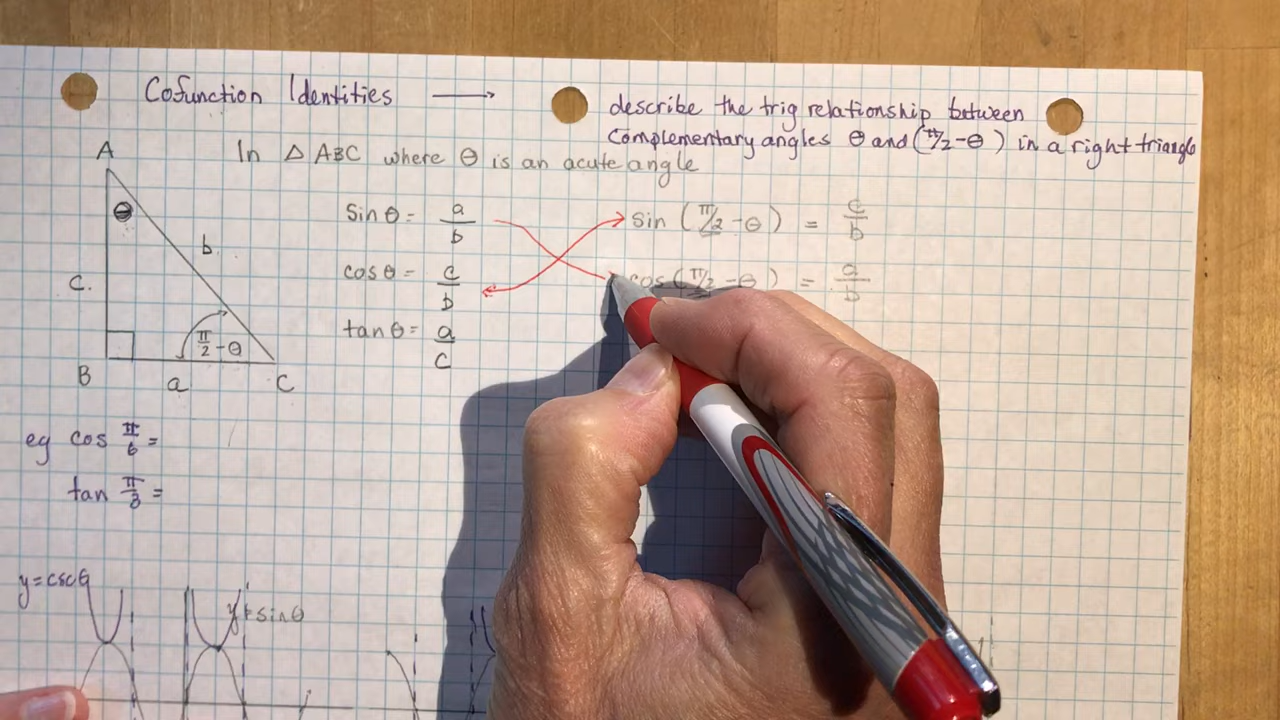 Cofunction Identities →
describe the trig relationship between
complementary angles θ and (π/2-θ) in a right triangle
In △ ABC where θ is an acute angle
A
θ
b
c.
π/2 - θ
B
a
C
sin θ = a/b
sin (π/2 - θ) = c/b
cos θ = c/b
cos (π/2 - θ) = a/b
tan θ = a/c
eg cos π/6 =
tan π/3 =
y = csc θ
y = sin θ